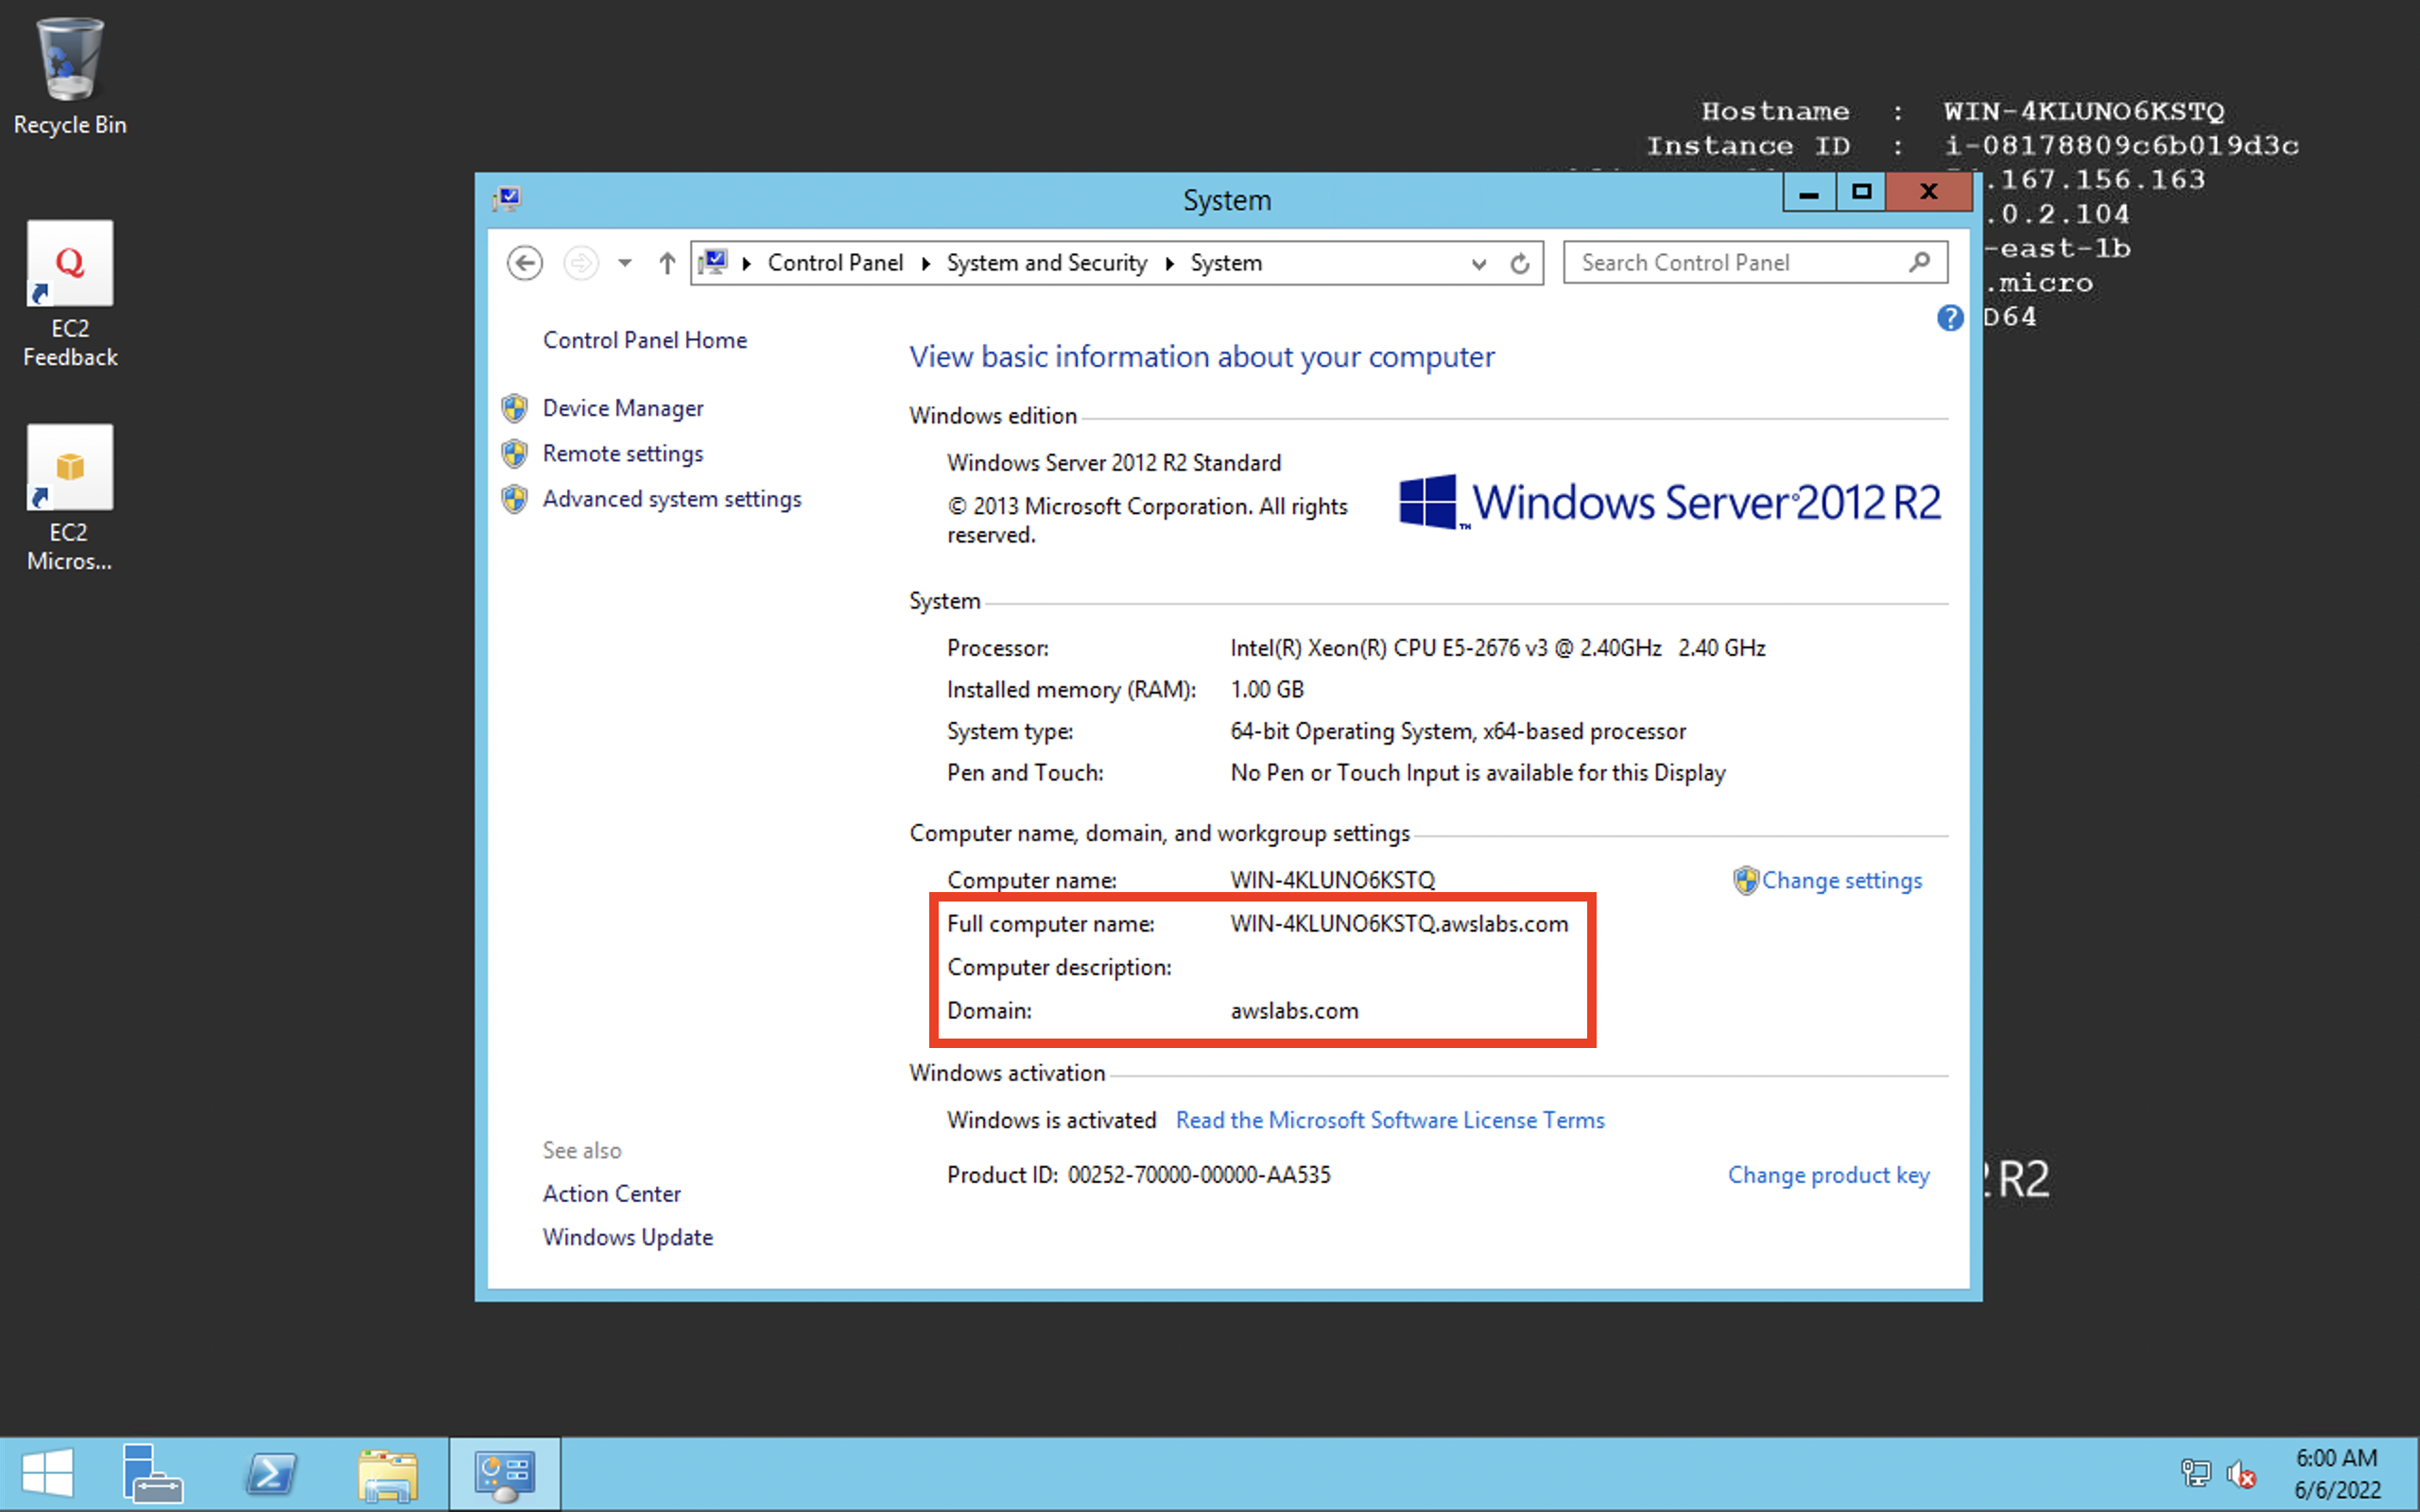 Recycle Bin
EC2
Feedback
EC2
Micros...
Hostname : WIN-4KLUNO6KSTQ
Instance ID : i-08178809c6b019d3c
.167.156.163
.0.2.104
-east-1b
.micro
D64
System
Control Panel System and Security System
Search Control Panel
Control Panel Home
Device Manager
Remote settings
Advanced system settings
View basic information about your computer
Windows edition
Windows Server 2012 R2 Standard
© 2013 Microsoft Corporation. All rights
reserved.
Windows Server 2012 R2
System
Processor: Intel(R) Xeon(R) CPU E5-2676 v3 @ 2.40GHz 2.40 GHz
Installed memory (RAM): 1.00 GB
System type: 64-bit Operating System, x64-based processor
Pen and Touch: No Pen or Touch Input is available for this Display
Computer name, domain, and workgroup settings
Computer name: WIN-4KLUNO6KSTQ
Change settings
Full computer name: WIN-4KLUNO6KSTQ.awslabs.com
Computer description:
Domain: awslabs.com
Windows activation
Windows is activated Read the Microsoft Software License Terms
Product ID: 00252-70000-00000-AA535
Change product key
See also
Action Center
Windows Update
R2
6:00 AM
6/6/2022